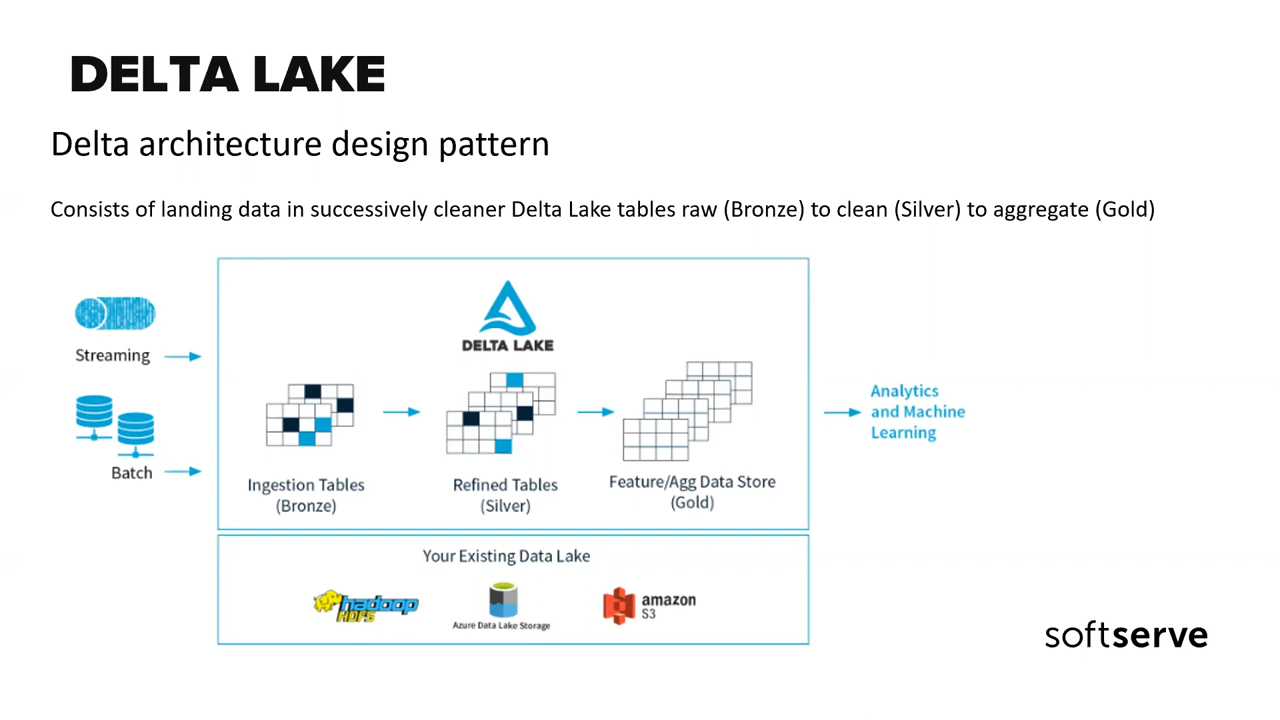 DELTA LAKE
Delta architecture design pattern
Consists of landing data in successively cleaner Delta Lake tables raw (Bronze) to clean (Silver) to aggregate (Gold)
Streaming
Batch
DELTA LAKE
Ingestion Tables
(Bronze)
Refined Tables
(Silver)
Feature/Agg Data Store
(Gold)
Analytics
and Machine
Learning
Your Existing Data Lake
hadoop
HDFS
Azure Data Lake Storage
amazon
S3
softserve